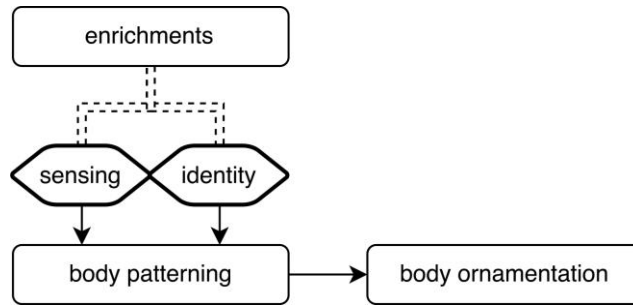 enrichments
sensing
identity
body patterning
body ornamentation